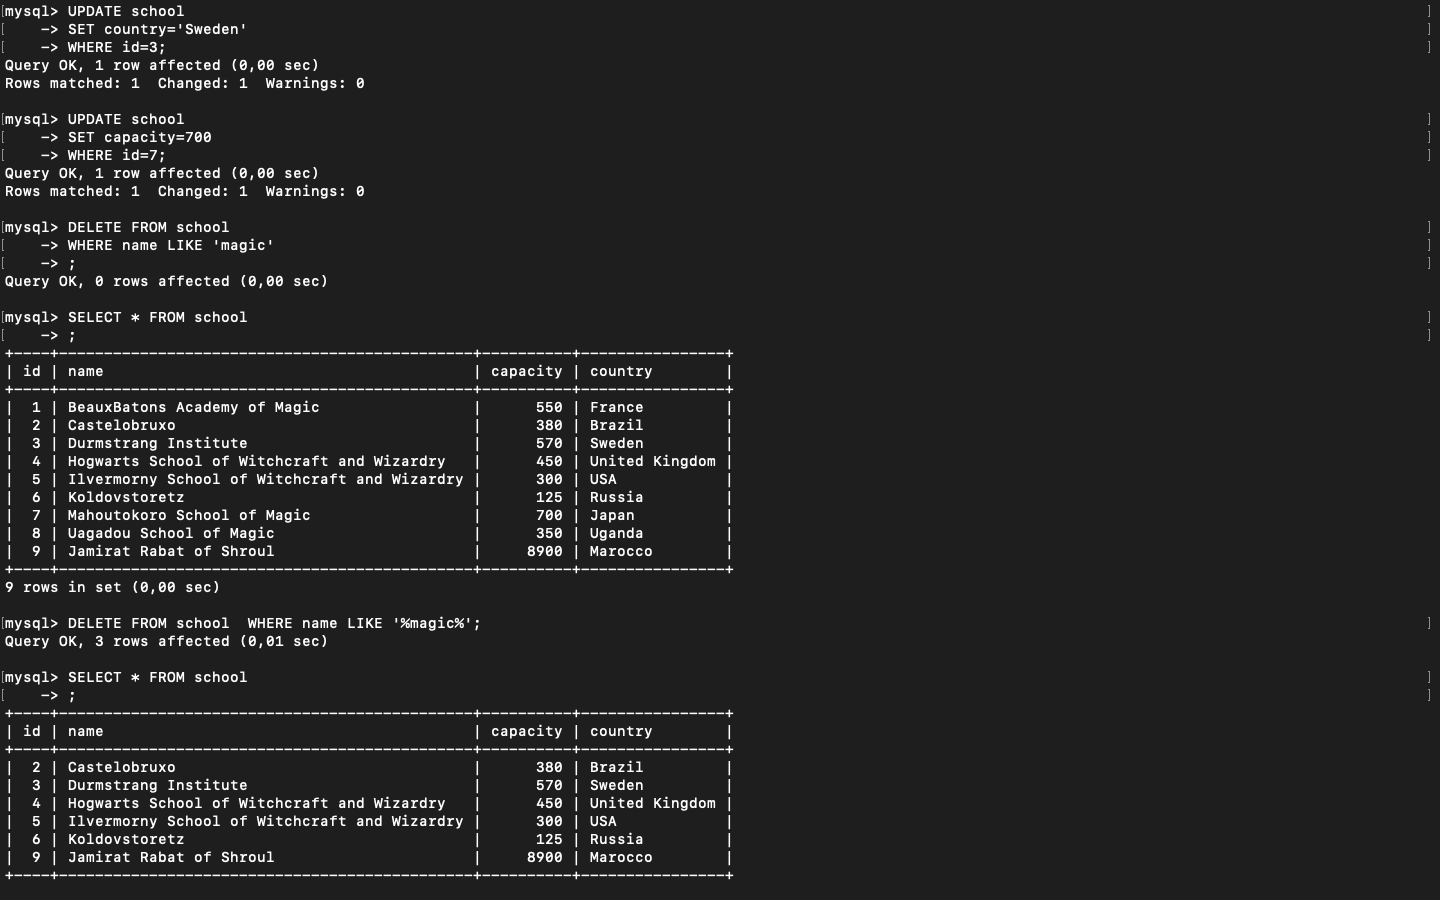 [mysql> UPDATE school ]
[    -> SET country='Sweden' ]
[    -> WHERE id=3; ]
Query OK, 1 row affected (0,00 sec)
Rows matched: 1  Changed: 1  Warnings: 0

[mysql> UPDATE school ]
[    -> SET capacity=700 ]
[    -> WHERE id=7; ]
Query OK, 1 row affected (0,00 sec)
Rows matched: 1  Changed: 1  Warnings: 0

[mysql> DELETE FROM school ]
[    -> WHERE name LIKE 'magic' ]
[    -> ; ]
Query OK, 0 rows affected (0,00 sec)

[mysql> SELECT * FROM school ]
[    -> ; ]
+----+----------------------------------------------+----------+----------------+
| id | name                                         | capacity | country        |
+----+----------------------------------------------+----------+----------------+
|  1 | BeauxBatons Academy of Magic                 |      550 | France         |
|  2 | Castelobruxo                                 |      380 | Brazil         |
|  3 | Durmstrang Institute                         |      570 | Sweden         |
|  4 | Hogwarts School of Witchcraft and Wizardry   |      450 | United Kingdom |
|  5 | Ilvermorny School of Witchcraft and Wizardry |      300 | USA            |
|  6 | Koldovstoretz                                |      125 | Russia         |
|  7 | Mahoutokoro School of Magic                  |      700 | Japan          |
|  8 | Uagadou School of Magic                      |      350 | Uganda         |
|  9 | Jamirat Rabat of Shroul                      |     8900 | Marocco        |
+----+----------------------------------------------+----------+----------------+
9 rows in set (0,00 sec)

[mysql> DELETE FROM school  WHERE name LIKE '%magic%'; ]
Query OK, 3 rows affected (0,01 sec)

[mysql> SELECT * FROM school ]
[    -> ; ]
+----+----------------------------------------------+----------+----------------+
| id | name                                         | capacity | country        |
+----+----------------------------------------------+----------+----------------+
|  2 | Castelobruxo                                 |      380 | Brazil         |
|  3 | Durmstrang Institute                         |      570 | Sweden         |
|  4 | Hogwarts School of Witchcraft and Wizardry   |      450 | United Kingdom |
|  5 | Ilvermorny School of Witchcraft and Wizardry |      300 | USA            |
|  6 | Koldovstoretz                                |      125 | Russia         |
|  9 | Jamirat Rabat of Shroul                      |     8900 | Marocco        |
+----+----------------------------------------------+----------+----------------+